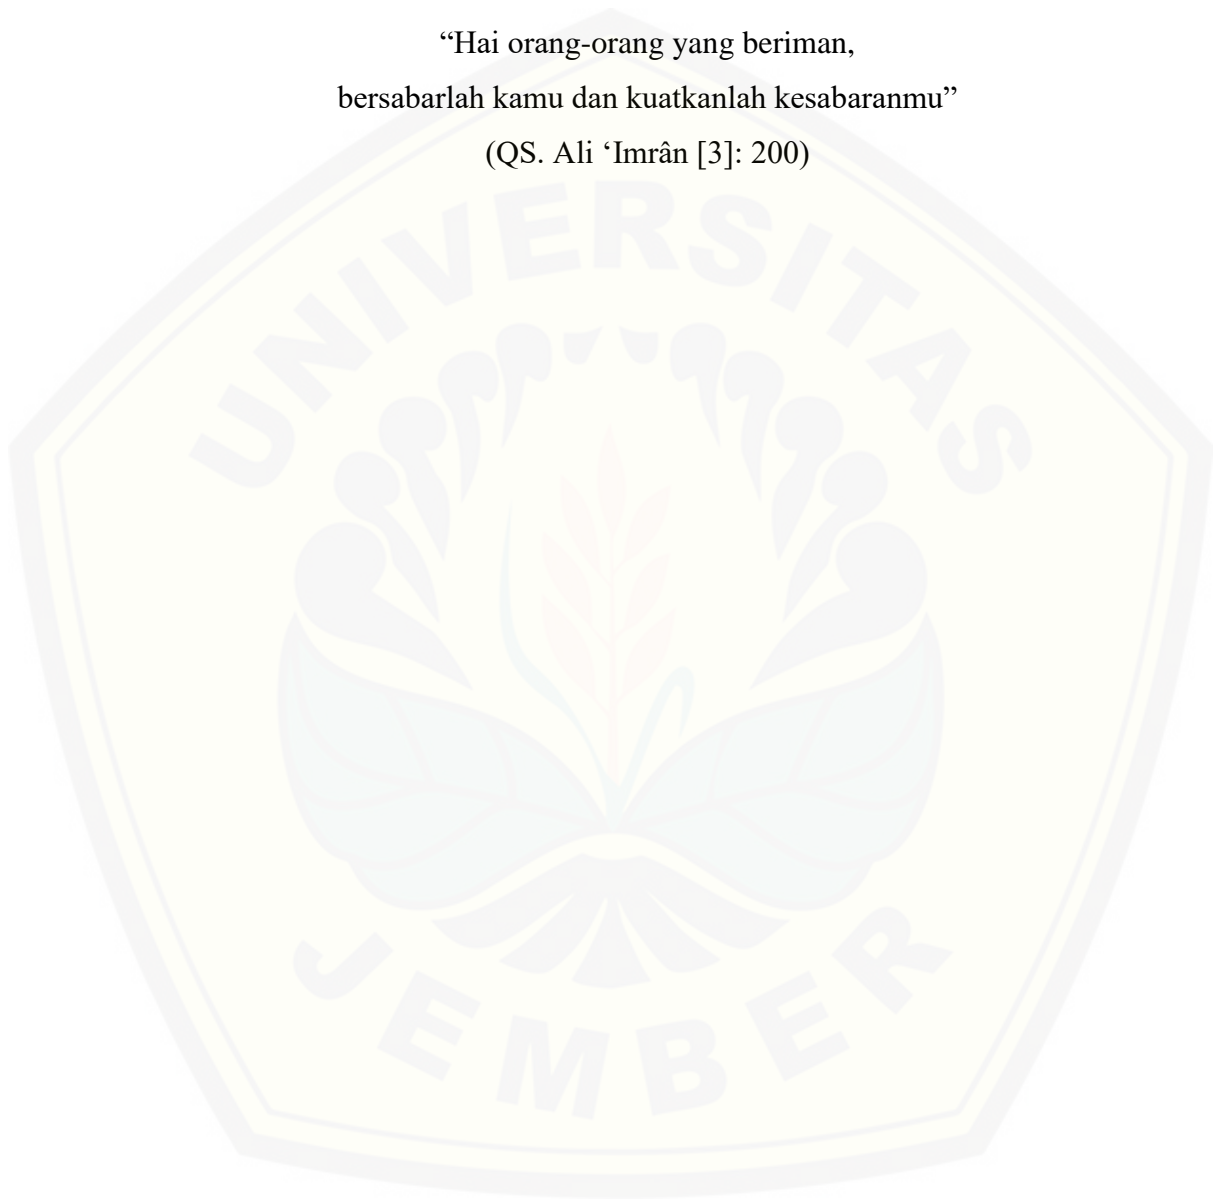 “Hai orang-orang yang beriman,
bersabarlah kamu dan kuatkanlah kesabaranmu”
(QS. Ali ‘Imrân [3]: 200)
UNIVERSITAS
JEMBER